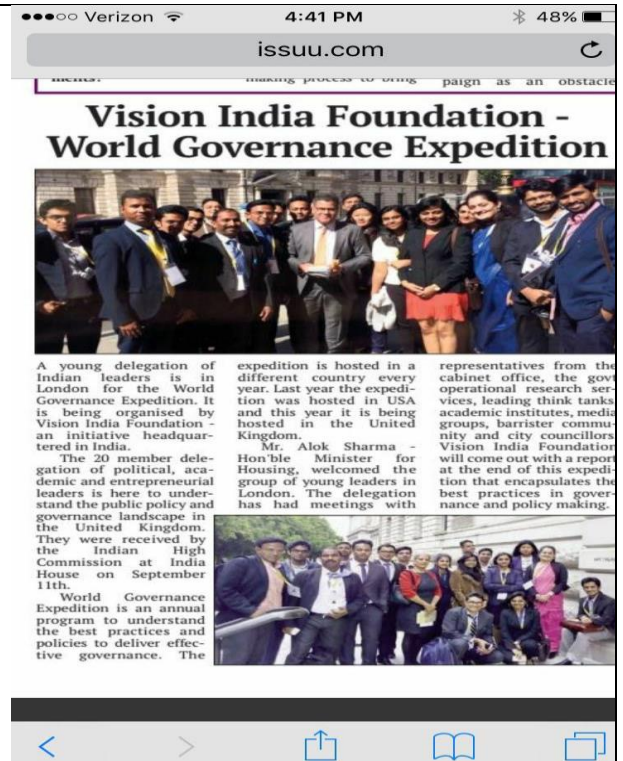 Verizon
4:41 PM
48%
issuu.com
ments?
making process to bring
paign as an obstacle
Vision India Foundation -
World Governance Expedition
A young delegation of
Indian leaders is in
London for the World
Governance Expedition. It
is being organised by
Vision India Foundation -
an initiative headquar-
tered in India.
The 20 member dele-
gation of political, aca-
demic and entrepreneurial
leaders is here to under-
stand the public policy and
governance landscape in
the United Kingdom.
They were received by
the Indian High
Commission at India
House on September
11th.
World Governance
Expedition is an annual
program to understand
the best practices and
policies to deliver effec-
tive governance. The
expedition is hosted in a
different country every
year. Last year the expedi-
tion was hosted in USA
and this year it is being
hosted in the United
Kingdom.
Mr. Alok Sharma -
Hon'ble Minister for
Housing, welcomed the
group of young leaders in
London. The delegation
has had meetings with
representatives from the
cabinet office, the govt
operational research ser-
vices, leading think tanks
academic institutes, media
groups, barrister commu-
nity and city councillors
Vision India Foundation
will come out with a report
at the end of this expedi-
tion that encapsulates the
best practices in gover-
nance and policy making.